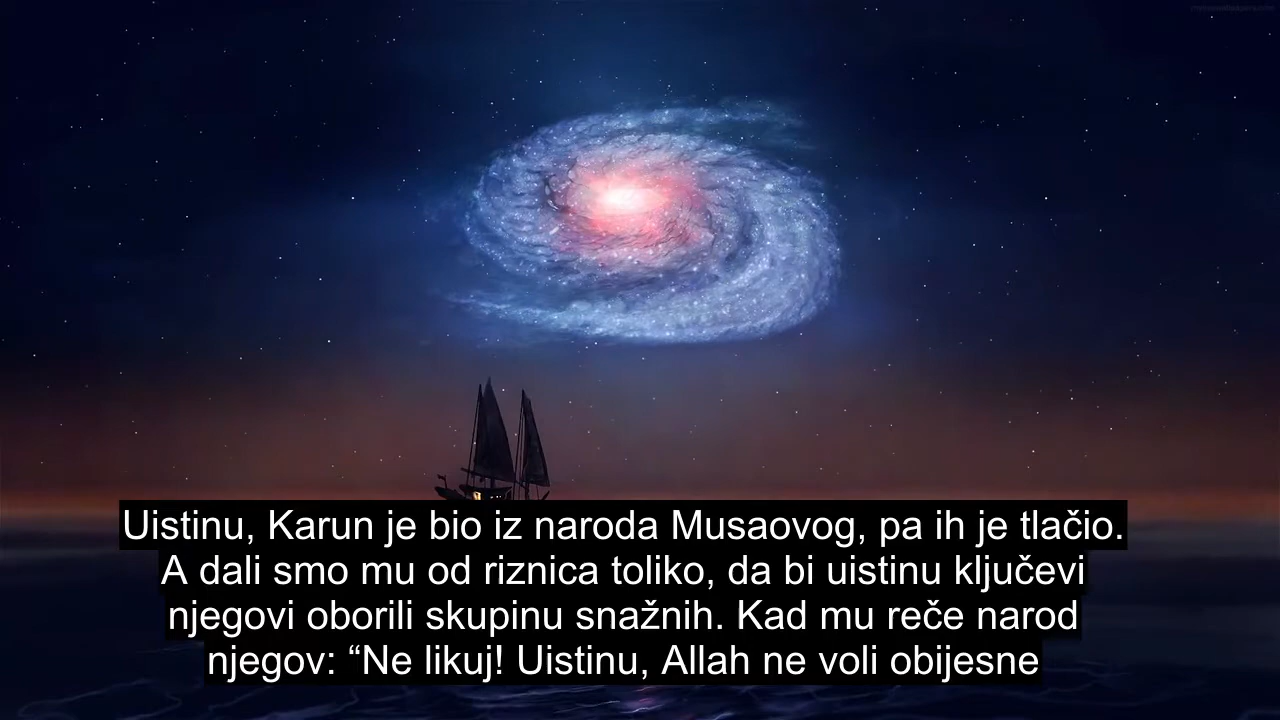 Uistinu, Karun je bio iz naroda Musaovog, pa ih je tlačio.
A dali smo mu od riznica toliko, da bi uistinu ključevi
njegovi oborili skupinu snažnih. Kad mu reče narod
njegov: “Ne likuj! Uistinu, Allah ne voli obijesne